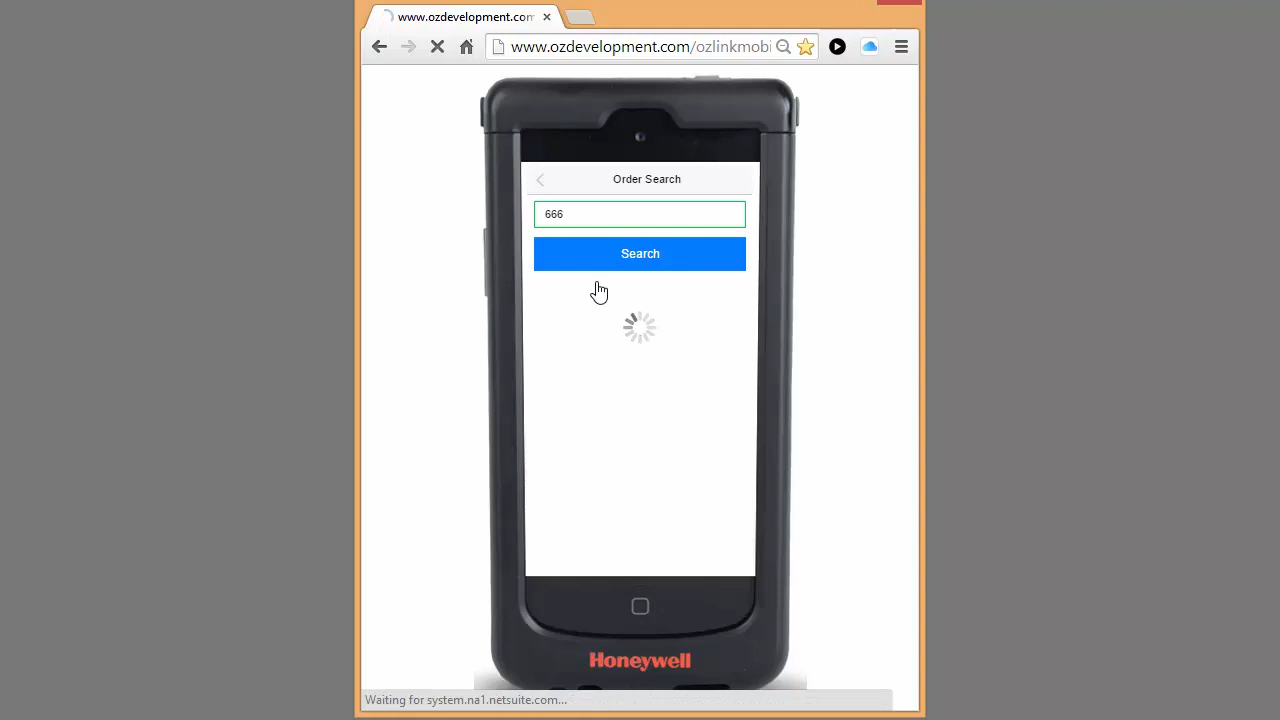 www.ozdevelopment.com
www.ozdevelopment.com/ozlinkmobi
Order Search
666
Search
Honeywell
Waiting for system.na1.netsuite.com...